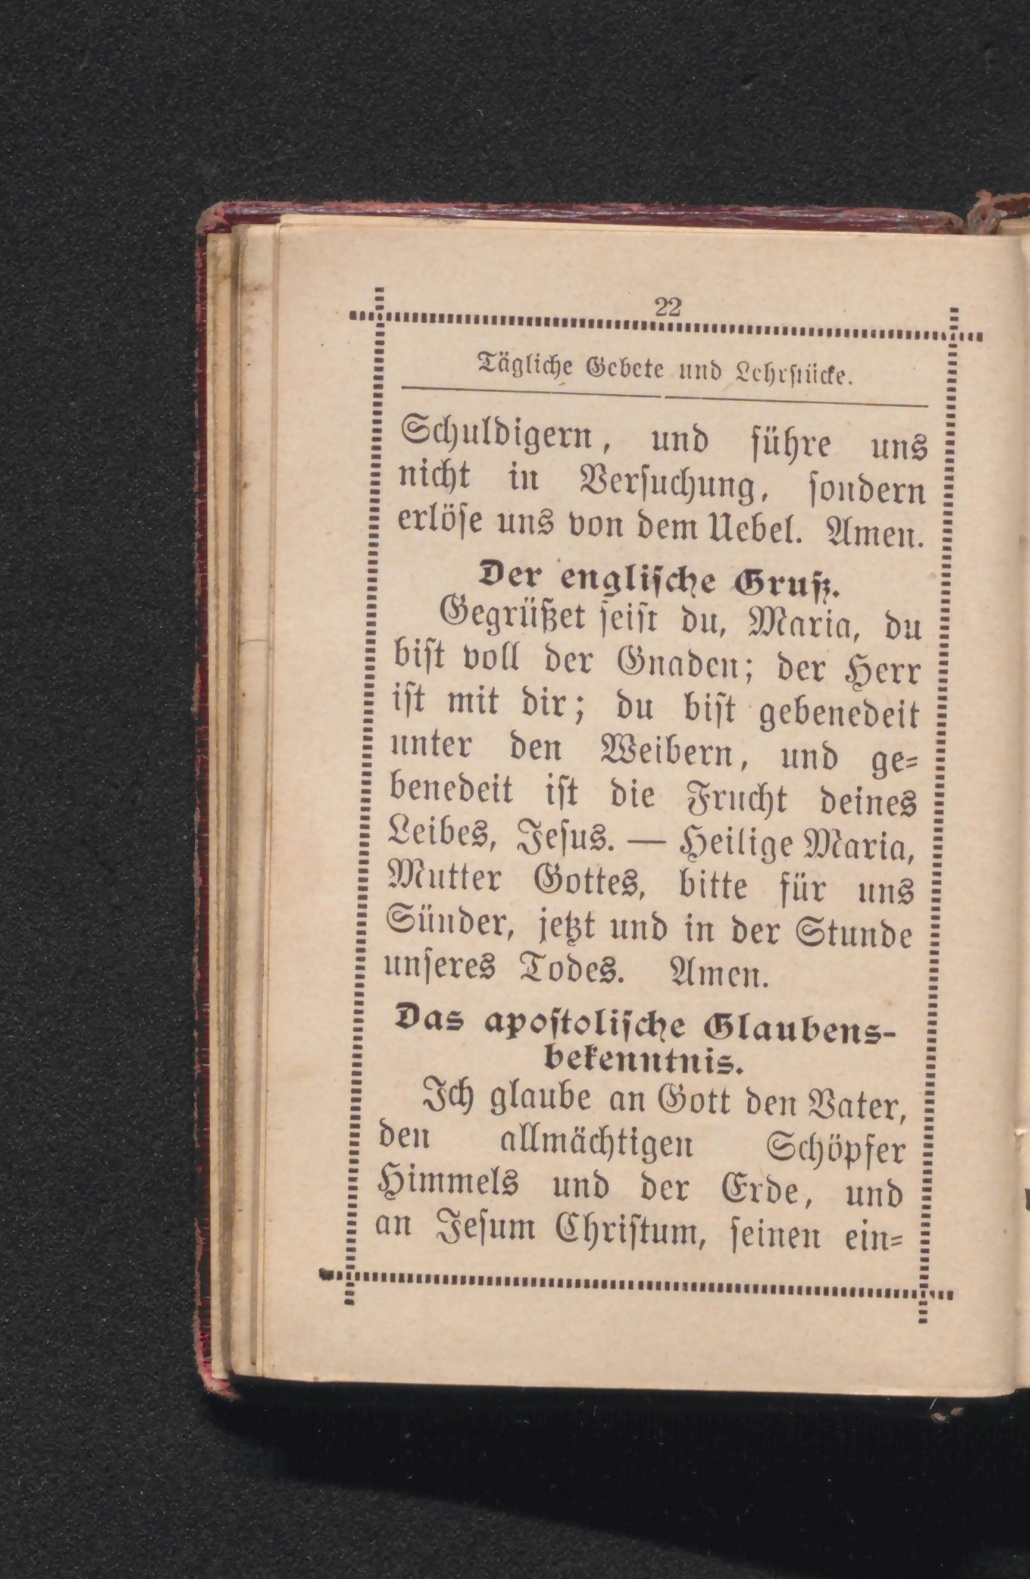 22
Tägliche Gebete und Lehrstücke.
Schuldigern, und führe uns
nicht in Versuchung, sondern
erlöse uns von dem Uebel. Amen.
Der englische Gruß.
Gegrüßet seist du, Maria, du
bist voll der Gnaden; der Herr
ist mit dir; du bist gebenedeit
unter den Weibern, und ge-
benedeit ist die Frucht deines
Leibes, Jesus. — Heilige Maria,
Mutter Gottes, bitte für uns
Sünder, jetzt und in der Stunde
unseres Todes. Amen.
Das apostolische Glaubens-
bekenntnis.
Ich glaube an Gott den Vater,
den allmächtigen Schöpfer
Himmels und der Erde, und
an Jesum Christum, seinen ein-